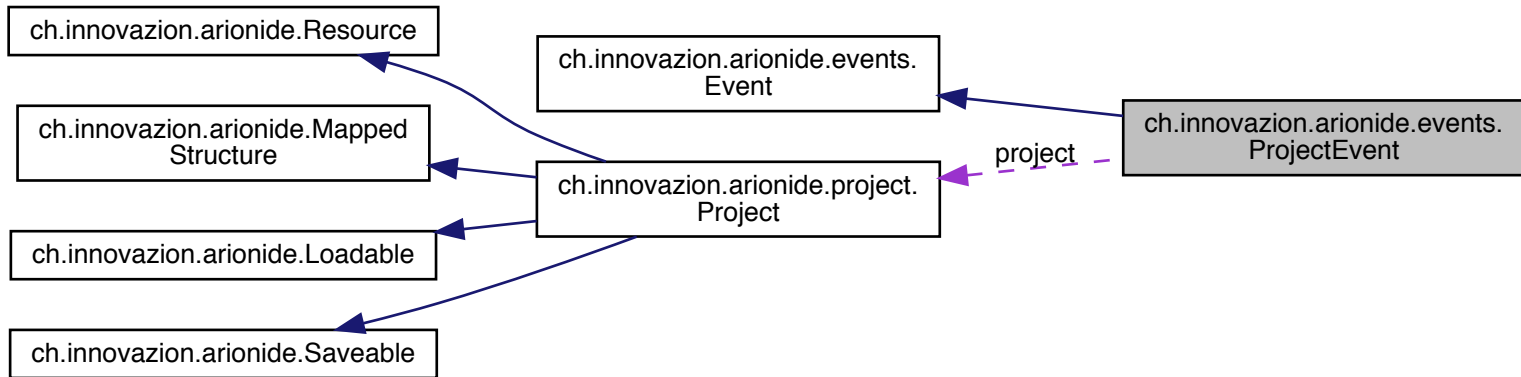 ch.innovazion.arionide.Resource
ch.innovazion.arionide.Mapped
Structure
ch.innovazion.arionide.Loadable
ch.innovazion.arionide.Saveable
ch.innovazion.arionide.events.
Event
ch.innovazion.arionide.project.
Project
project
ch.innovazion.arionide.events.
ProjectEvent